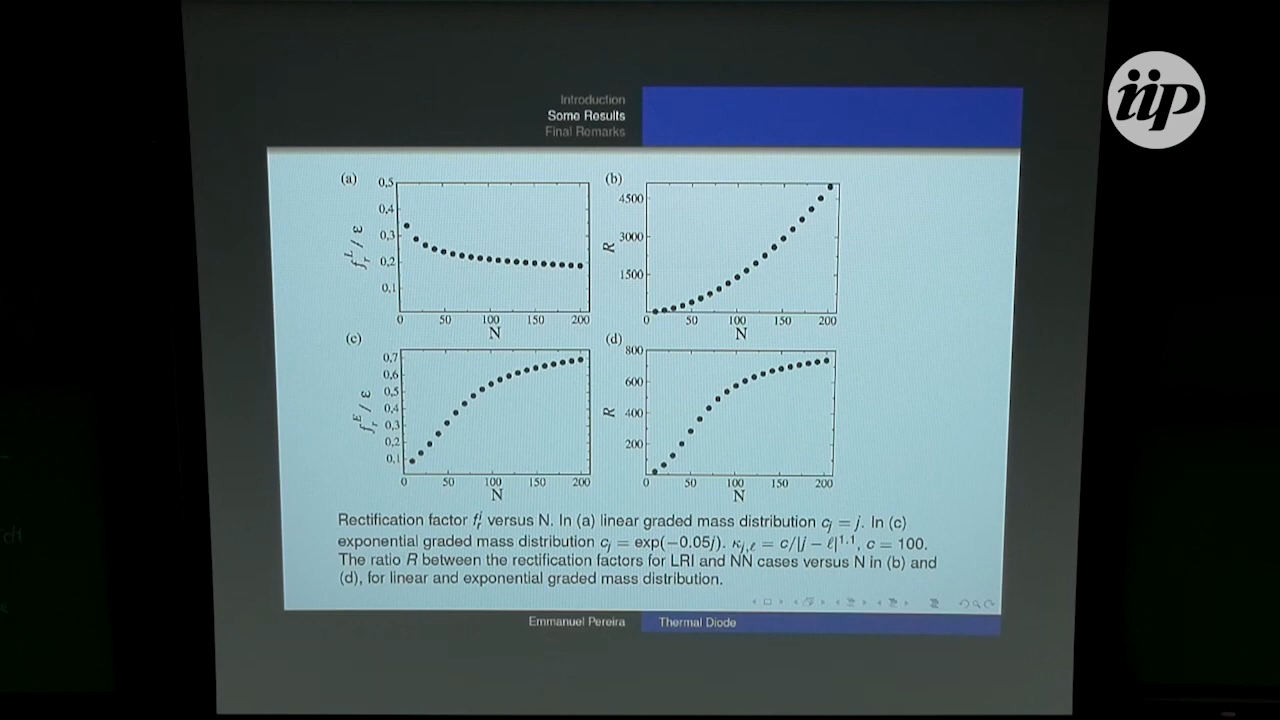 iip
Introduction
Some Results
Final Remarks
(a)
0,5
0,4
0,3
0,2
0,1
f_r^L / ε
0 50 100 150 200
N
(b)
4500
3000
1500
R
0 50 100 150 200
N
(c)
0,7
0,6
0,5
0,4
0,3
0,2
0,1
f_r^E / ε
0 50 100 150 200
N
(d)
800
600
400
200
R
0 50 100 150 200
N
Rectification factor f_r^j versus N. In (a) linear graded mass distribution c_j = j. In (c)
exponential graded mass distribution c_j = exp(−0.05j). κ_{j,ℓ} = c/|j − ℓ|^{1.1}, c = 100.
The ratio R between the rectification factors for LRI and NN cases versus N in (b) and
(d), for linear and exponential graded mass distribution.
Emmanuel Pereira Thermal Diode